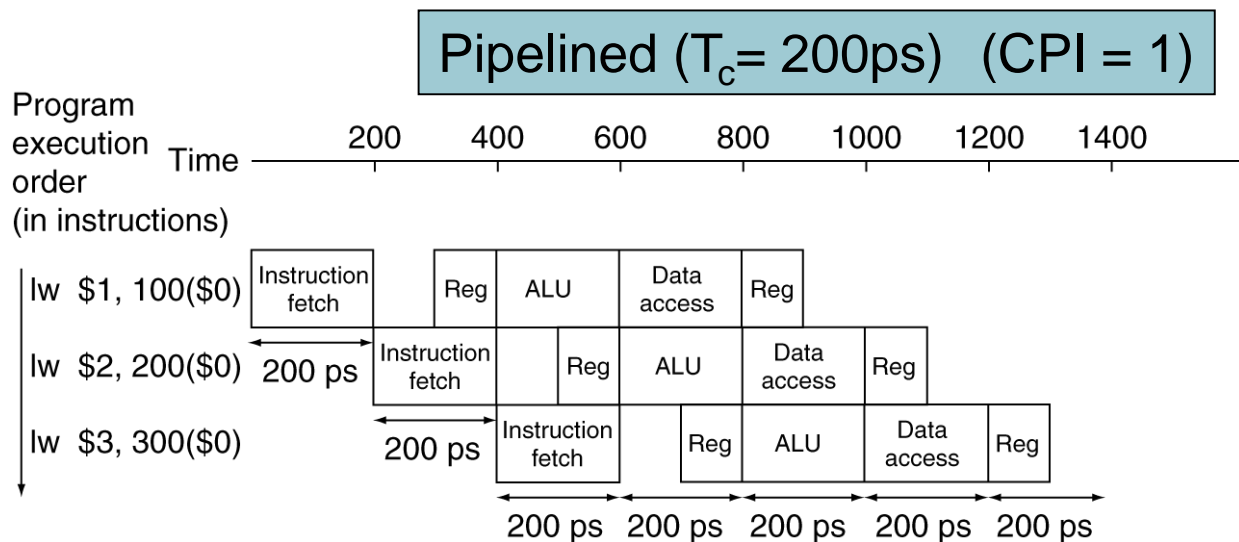 Pipelined (Tc= 200ps) (CPI = 1)
Program
execution
order
(in instructions)
Time
200 400 600 800 1000 1200 1400
lw $1, 100($0)
Instruction
fetch
Reg
ALU
Data
access
Reg
200 ps
lw $2, 200($0)
Instruction
fetch
Reg
ALU
Data
access
Reg
200 ps
lw $3, 300($0)
Instruction
fetch
Reg
ALU
Data
access
Reg
200 ps 200 ps 200 ps 200 ps 200 ps